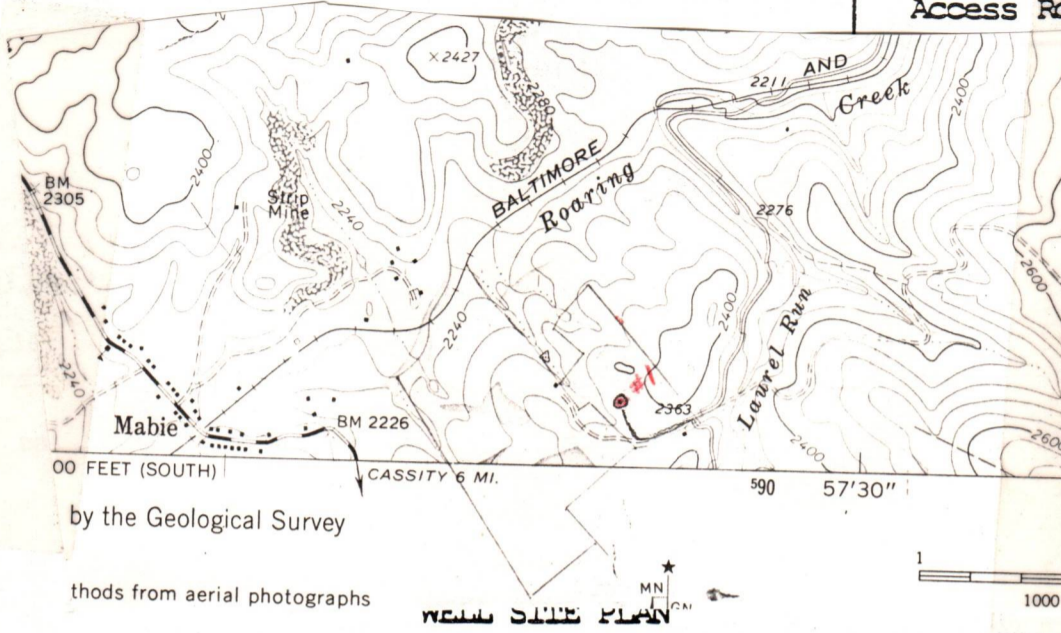 Access
2427
2211
AND
Creek
2400
2400
BM
2305
BALTIMORE
Roaring
Strip
Mine
2240
2276
2600
2240
2400
Laurel Run
2240
#1
2363
Mabie
BM 2226
2400
00 FEET (SOUTH)
CASSITY 6 MI.
590
57'30"
by the Geological Survey
1
MN
GN
thods from aerial photographs
1000
WELL SITE PLAN